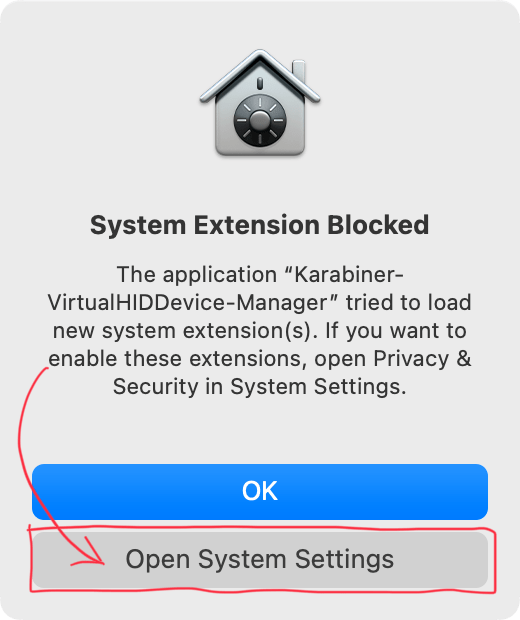 System Extension Blocked
The application “Karabiner-
VirtualHIDDevice-Manager” tried to load
new system extension(s). If you want to
enable these extensions, open Privacy &
Security in System Settings.
OK
Open System Settings